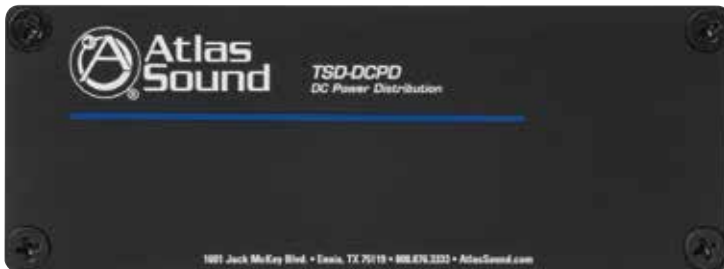 Atlas
Sound
®
TSD-DCPD
DC Power Distribution
1601 Jack McKay Blvd. • Ennis, TX 75119 • 800.876.3333 • AtlasSound.com